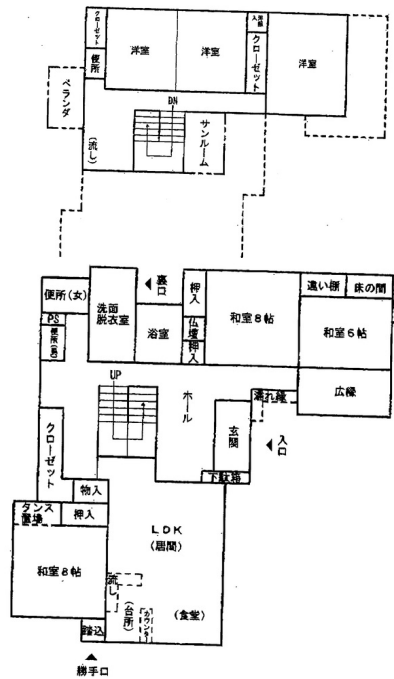 クローゼット
便所
洋室
洋室
入
クローゼット
洋室
ベランダ
(流し)
DN
サンルーム
便所(女)
PS
便所(男)
洗面
脱衣室
裏口
浴室
押入
仏壇
押入
和室8帖
違い棚
床の間
和室6帖
広縁
濡れ縁
UP
ホール
玄関
入口
下駄箱
クローゼット
物入
タンス
置場
押入
和室8帖
LDK
(居間)
流し
(台所)
カウンター
(食堂)
踏込
勝手口